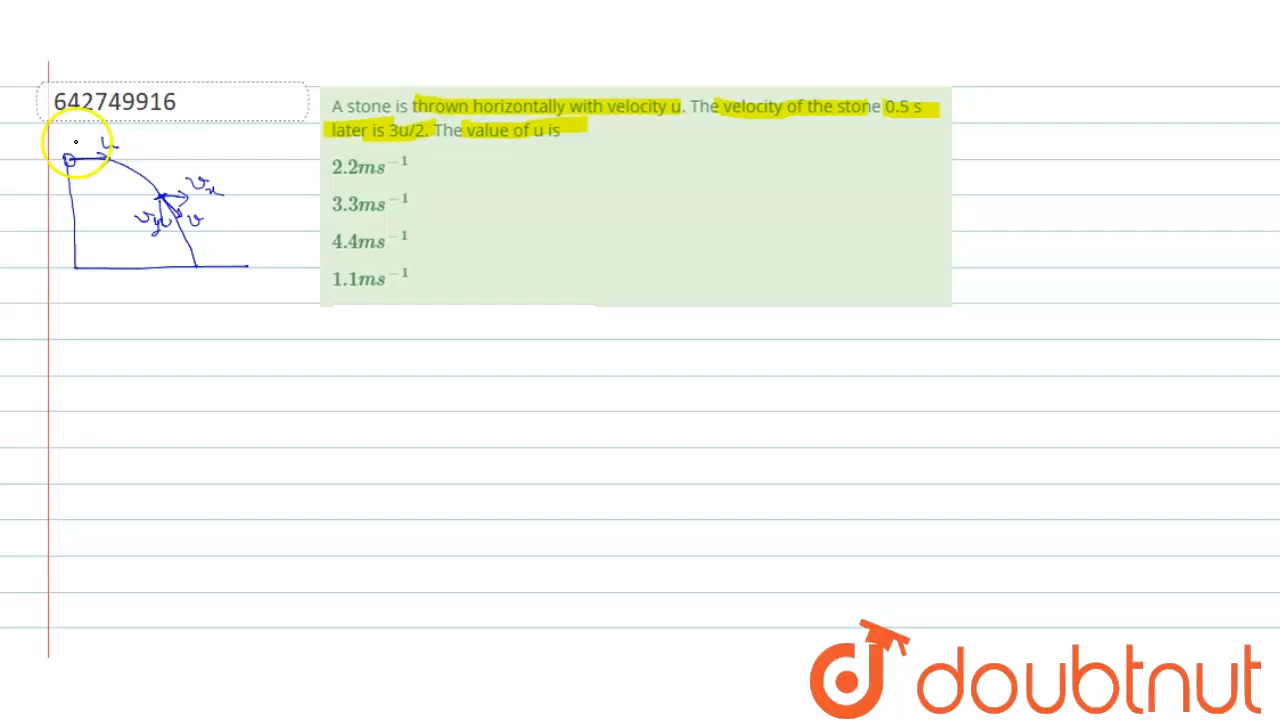 642749916
A stone is thrown horizontally with velocity u. The velocity of the stone 0.5 s
later is 3u/2. The value of u is
2.2ms⁻¹
3.3ms⁻¹
4.4ms⁻¹
1.1ms⁻¹
u
vₓ
v_y v
doubtnut